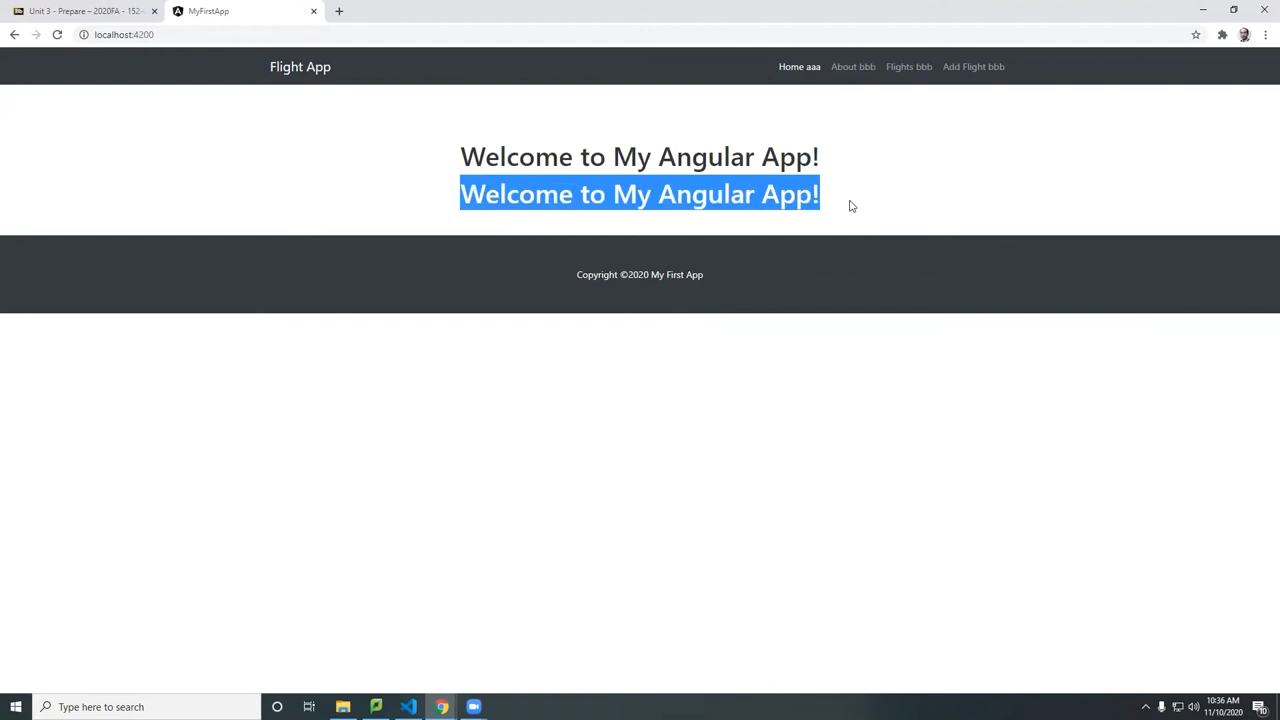 Unit 3 - Prepare – 2020FA - 152-
MyFirstApp
localhost:4200
Flight App
Home aaa About bbb Flights bbb Add Flight bbb
Welcome to My Angular App!
Welcome to My Angular App!
Copyright ©2020 My First App
Type here to search
10:36 AM
11/10/2020